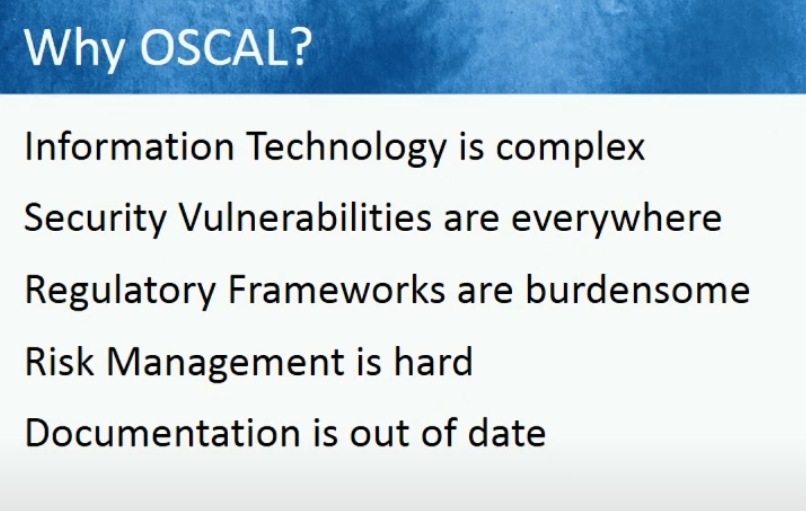 Why OSCAL?
Information Technology is complex
Security Vulnerabilities are everywhere
Regulatory Frameworks are burdensome
Risk Management is hard
Documentation is out of date